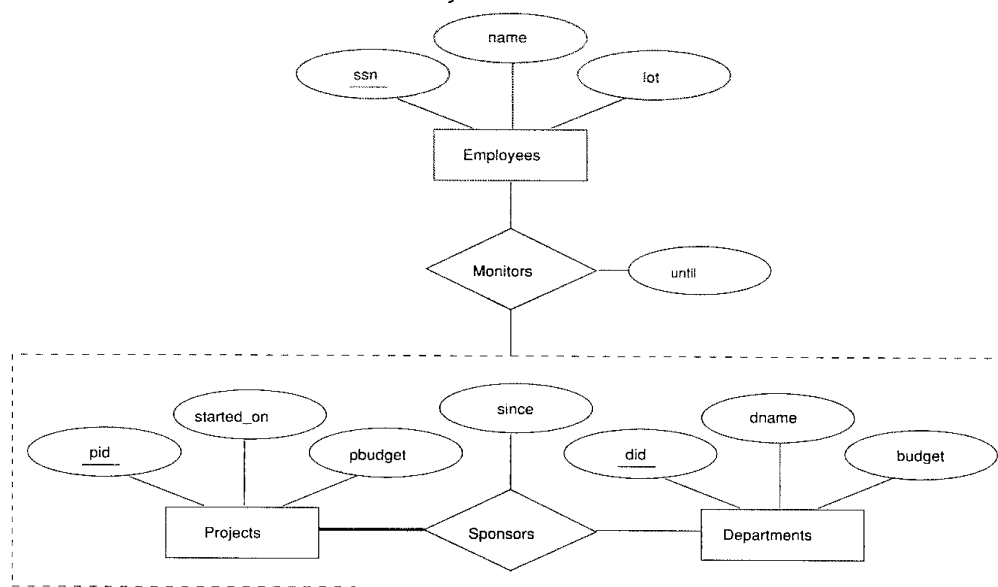 name
ssn
lot
Employees
Monitors
until
since
started_on
dname
pid
pbudget
did
budget
Projects
Sponsors
Departments